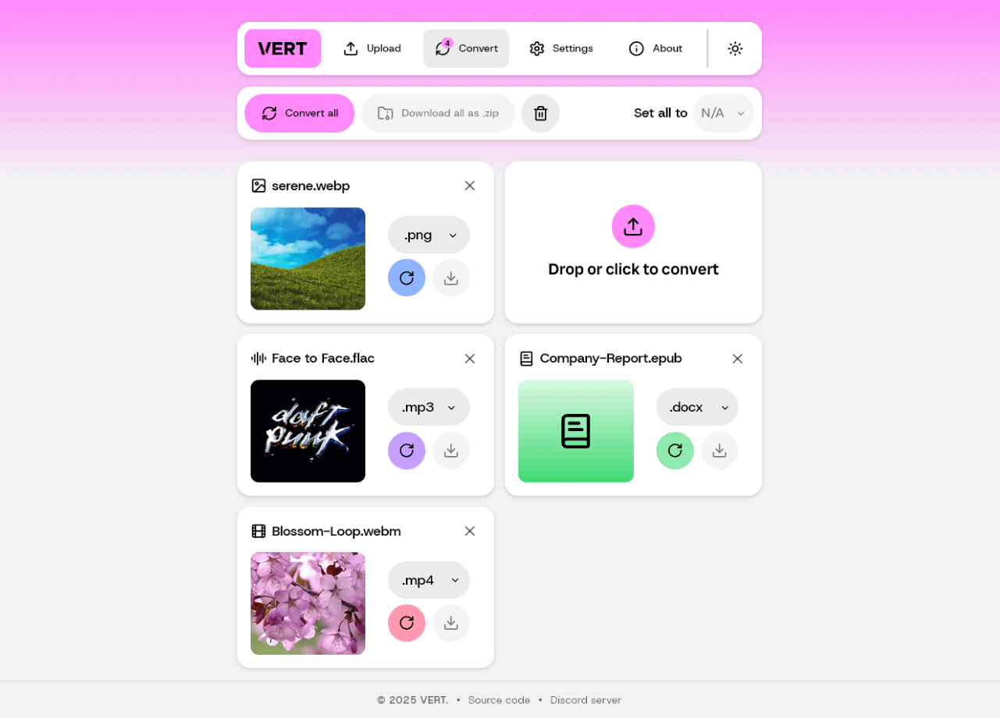 VERT
Upload
4
Convert
Settings
About
Convert all
Download all as .zip
Set all to
N/A
serene.webp
.png
Drop or click to convert
Face to Face.flac
daft
punk
.mp3
Company-Report.epub
.docx
Blossom-Loop.webm
.mp4
© 2025 VERT. • Source code • Discord server